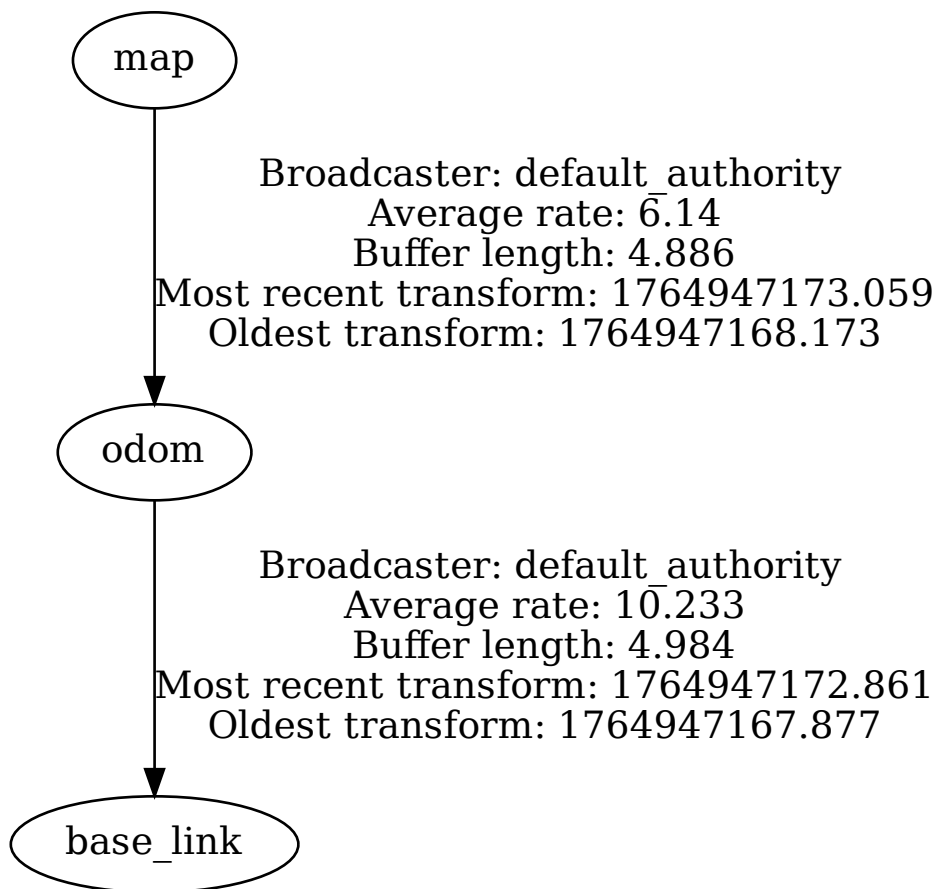 map
Broadcaster: default_authority
Average rate: 6.14
Buffer length: 4.886
Most recent transform: 1764947173.059
Oldest transform: 1764947168.173
odom
Broadcaster: default_authority
Average rate: 10.233
Buffer length: 4.984
Most recent transform: 1764947172.861
Oldest transform: 1764947167.877
base_link